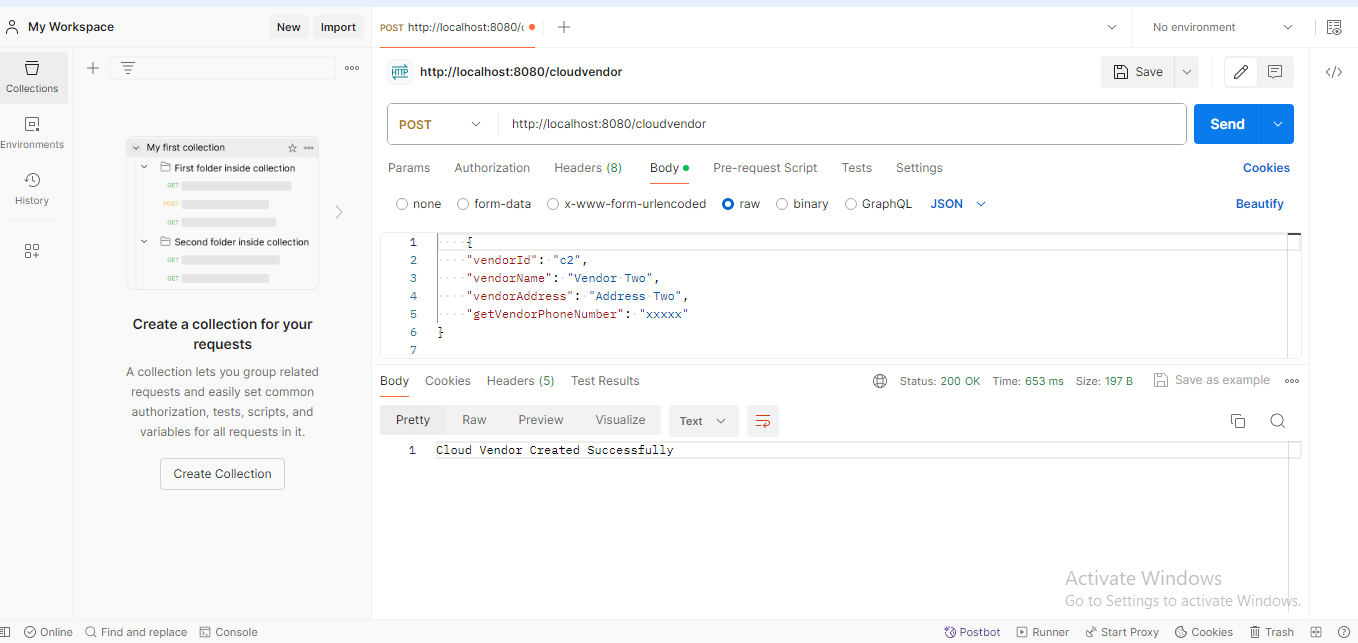 My Workspace
New
Import
POST http://localhost:8080/c
No environment
Collections
Environments
History
My first collection
First folder inside collection
GET
POST
GET
Second folder inside collection
GET
GET
Create a collection for your
requests
A collection lets you group related
requests and easily set common
authorization, tests, scripts, and
variables for all requests in it.
Create Collection
HTTP http://localhost:8080/cloudvendor
Save
POST http://localhost:8080/cloudvendor
Send
Params Authorization Headers (8) Body Pre-request Script Tests Settings Cookies
none form-data x-www-form-urlencoded raw binary GraphQL JSON Beautify
1 {
2 "vendorId": "c2",
3 "vendorName": "Vendor Two",
4 "vendorAddress": "Address Two",
5 "getVendorPhoneNumber": "xxxxx"
6 }
7
Body Cookies Headers (5) Test Results Status: 200 OK Time: 653 ms Size: 197 B Save as example
Pretty Raw Preview Visualize Text
1 Cloud Vendor Created Successfully
Activate Windows
Go to Settings to activate Windows.
Online Find and replace Console Postbot Runner Start Proxy Cookies Trash